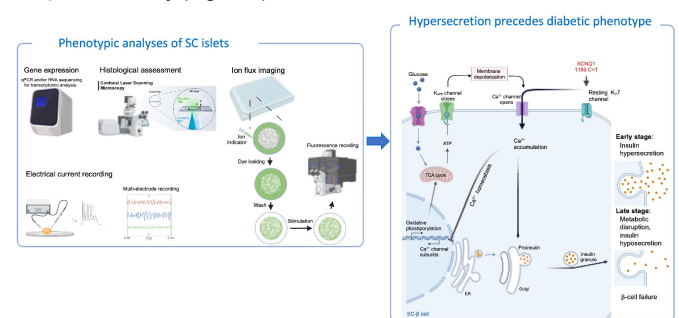 Phenotypic analyses of SC islets
Gene expression
qPCR and/or RNA sequencing
for transcriptomic analysis.
Histological assessment
Confocal Laser Scanning
Microscopy
Ion flux imaging
Ion
indicator
Dye loading
Wash
Stimulation
Fluorescence recoding
Electrical current recording
Multi-electrode recording
Hypersecretion precedes diabetic phenotype
Glucose
KATP channel
closes
Membrane
depolarization
Ca²⁺ channel
opens
KCNQ1
1189 C>T
Resting Kv7
channel
ATP
TCA cycle
Ca²⁺
accumulation
Ca²⁺ homeostasis
Oxidative
phosphorylation
Ca²⁺ channel
subunits
ER
Proinsulin
Golgi
Insulin
granule
SC-β cell
Early stage:
Insulin
hypersecretion
Late stage:
Metabolic
disruption,
insulin
hyposecretion
β-cell failure